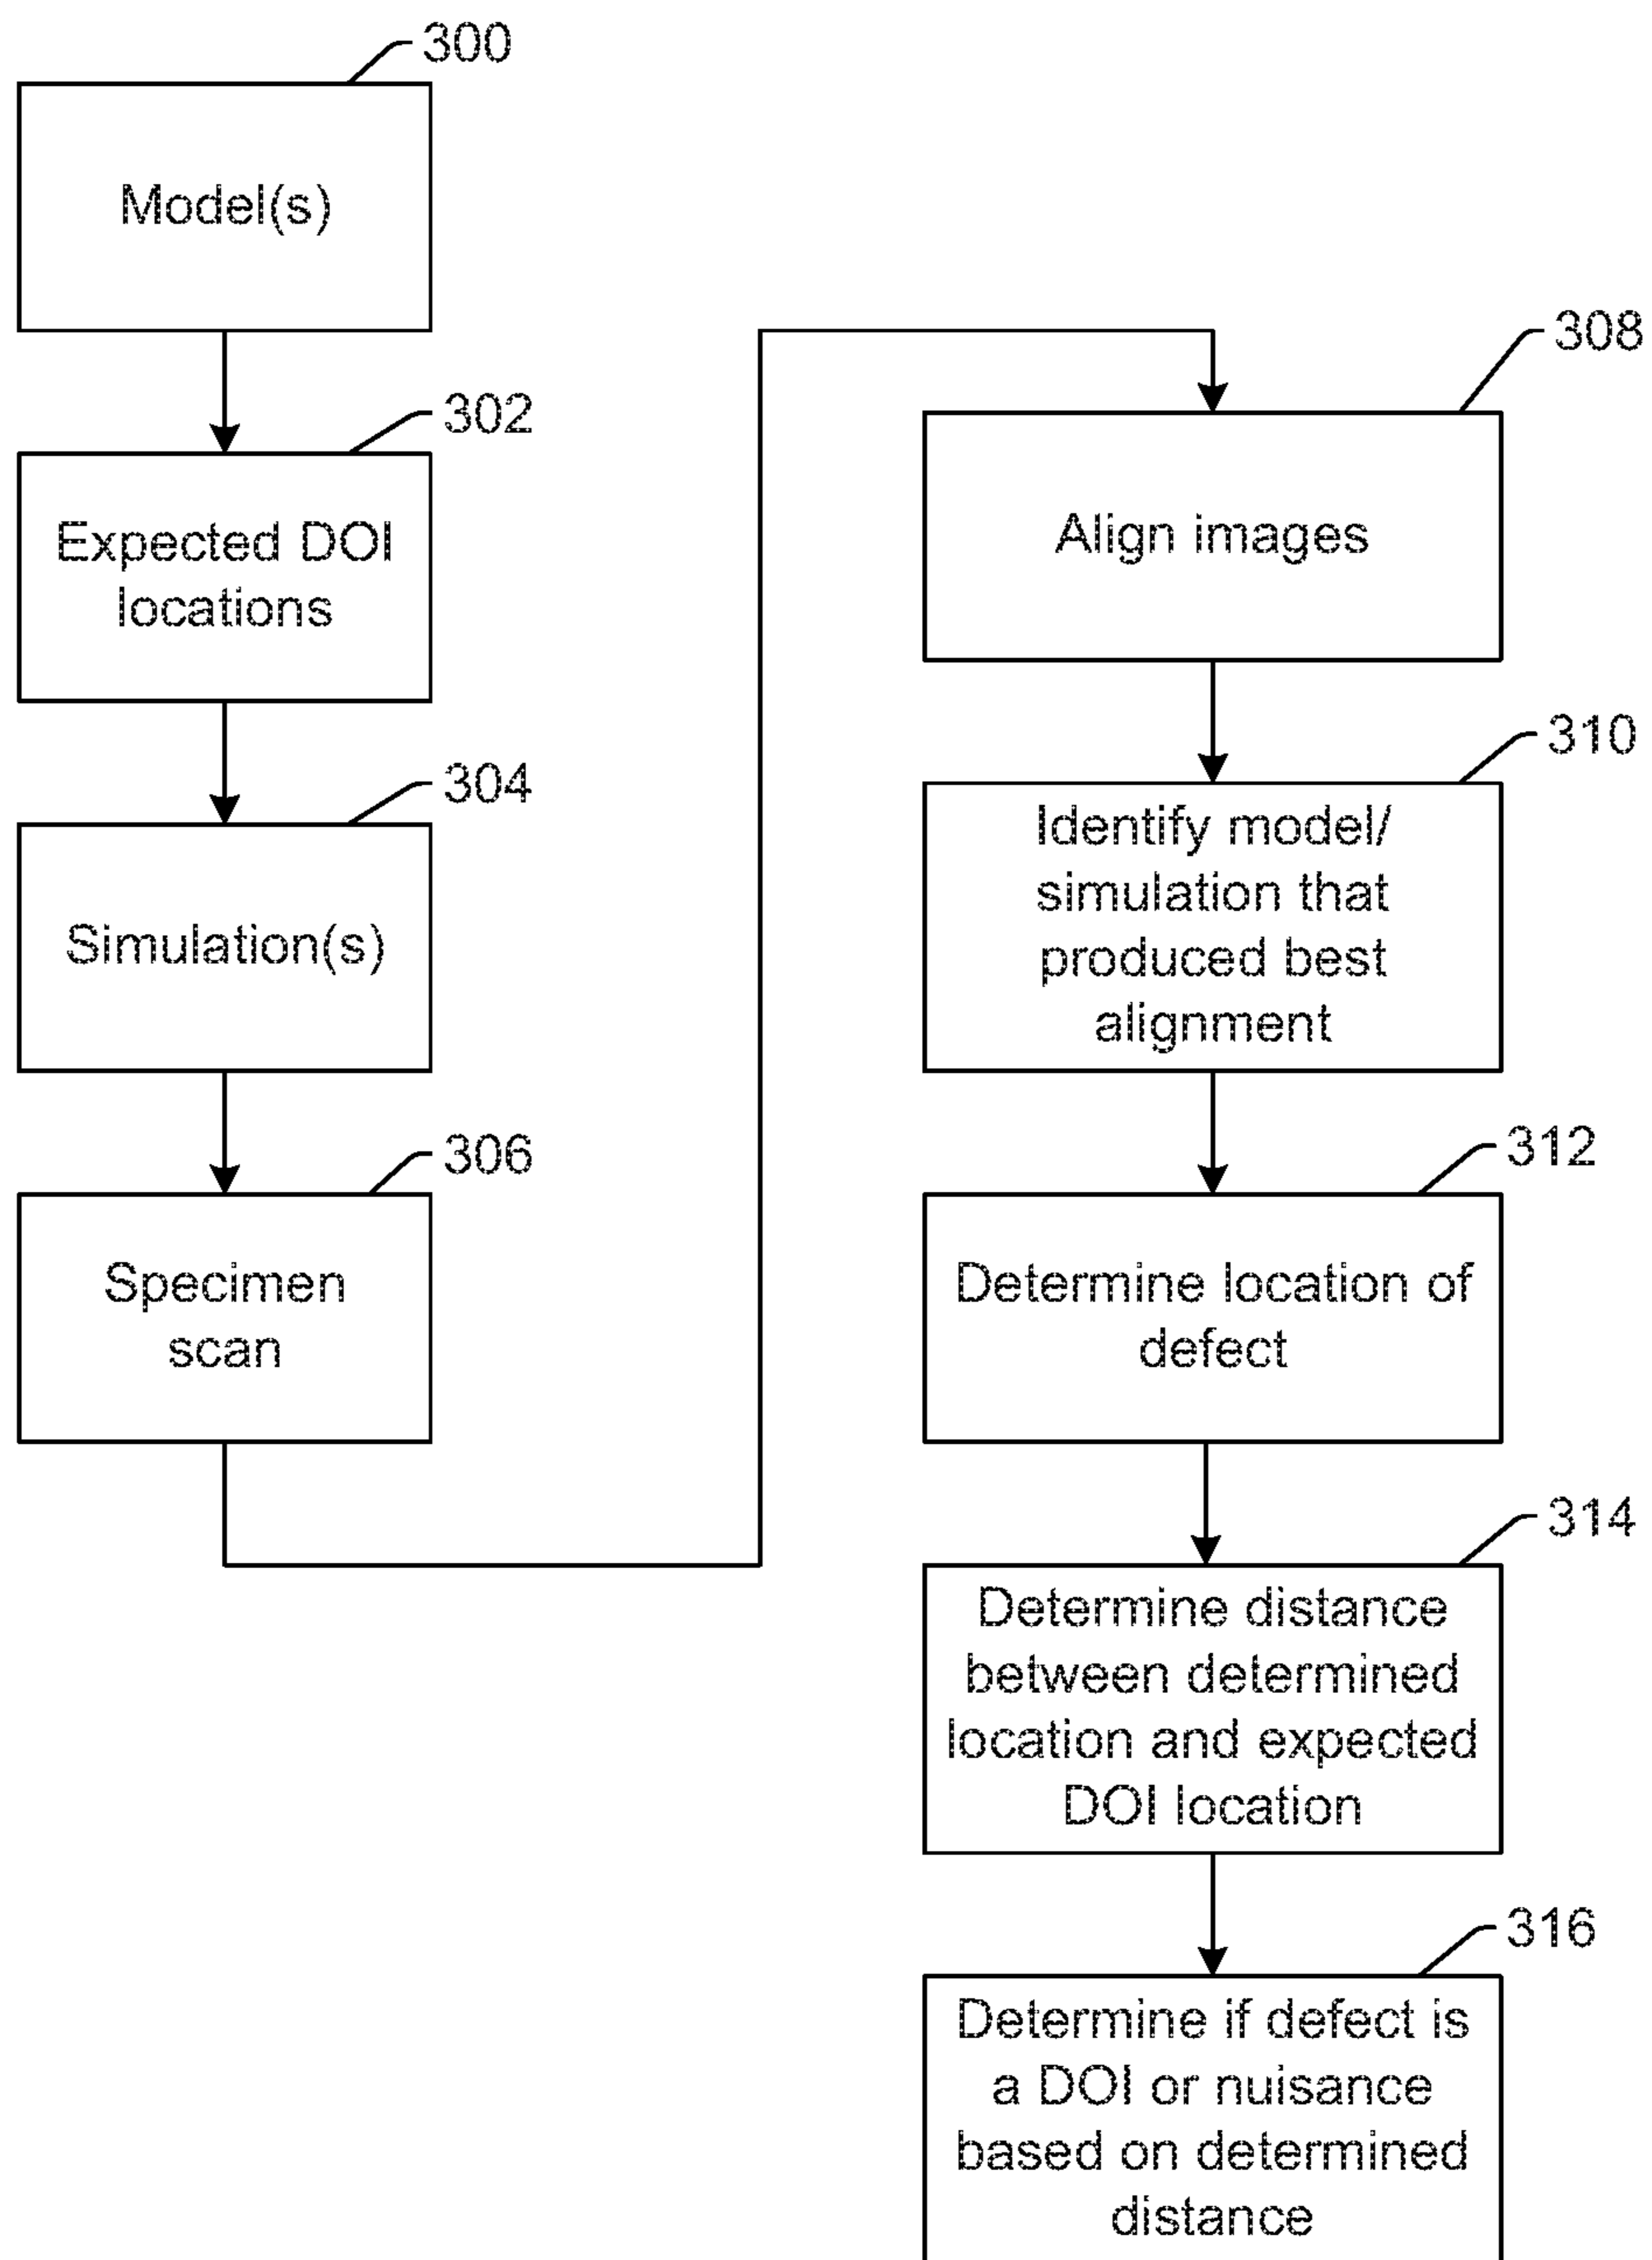 300
Model(s)
302
Expected DOI
locations
304
Simulation(s)
306
Specimen
scan
308
Align images
310
Identify model/
simulation that
produced best
alignment
312
Determine location of
defect
314
Determine distance
between determined
location and expected
DOI location
316
Determine if defect is
a DOI or nuisance
based on determined
distance